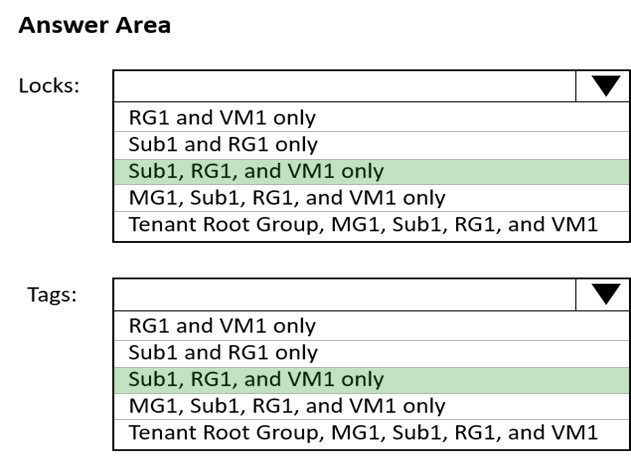 Answer Area
Locks:
RG1 and VM1 only
Sub1 and RG1 only
Sub1, RG1, and VM1 only
MG1, Sub1, RG1, and VM1 only
Tenant Root Group, MG1, Sub1, RG1, and VM1
Tags:
RG1 and VM1 only
Sub1 and RG1 only
Sub1, RG1, and VM1 only
MG1, Sub1, RG1, and VM1 only
Tenant Root Group, MG1, Sub1, RG1, and VM1